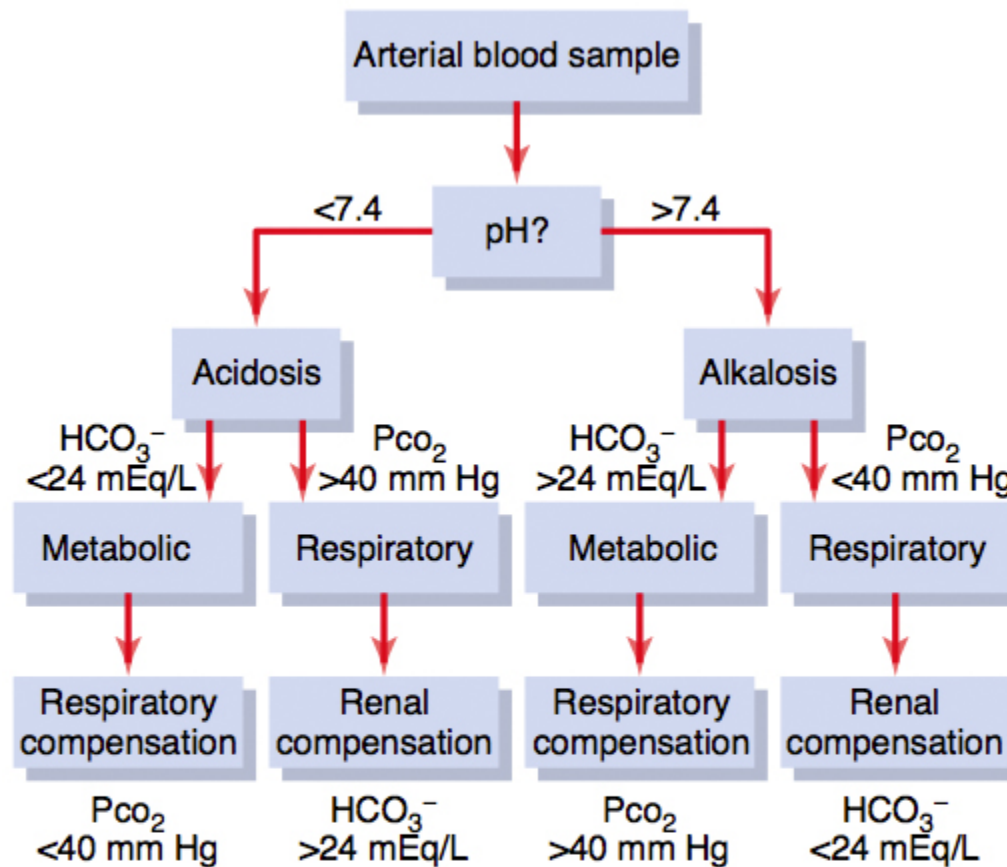 Arterial blood sample
<7.4
pH?
>7.4
Acidosis
Alkalosis
HCO₃⁻
<24 mEq/L
Pco₂
>40 mm Hg
HCO₃⁻
>24 mEq/L
Pco₂
<40 mm Hg
Metabolic
Respiratory
Metabolic
Respiratory
Respiratory
compensation
Renal
compensation
Respiratory
compensation
Renal
compensation
Pco₂
<40 mm Hg
HCO₃⁻
>24 mEq/L
Pco₂
>40 mm Hg
HCO₃⁻
<24 mEq/L